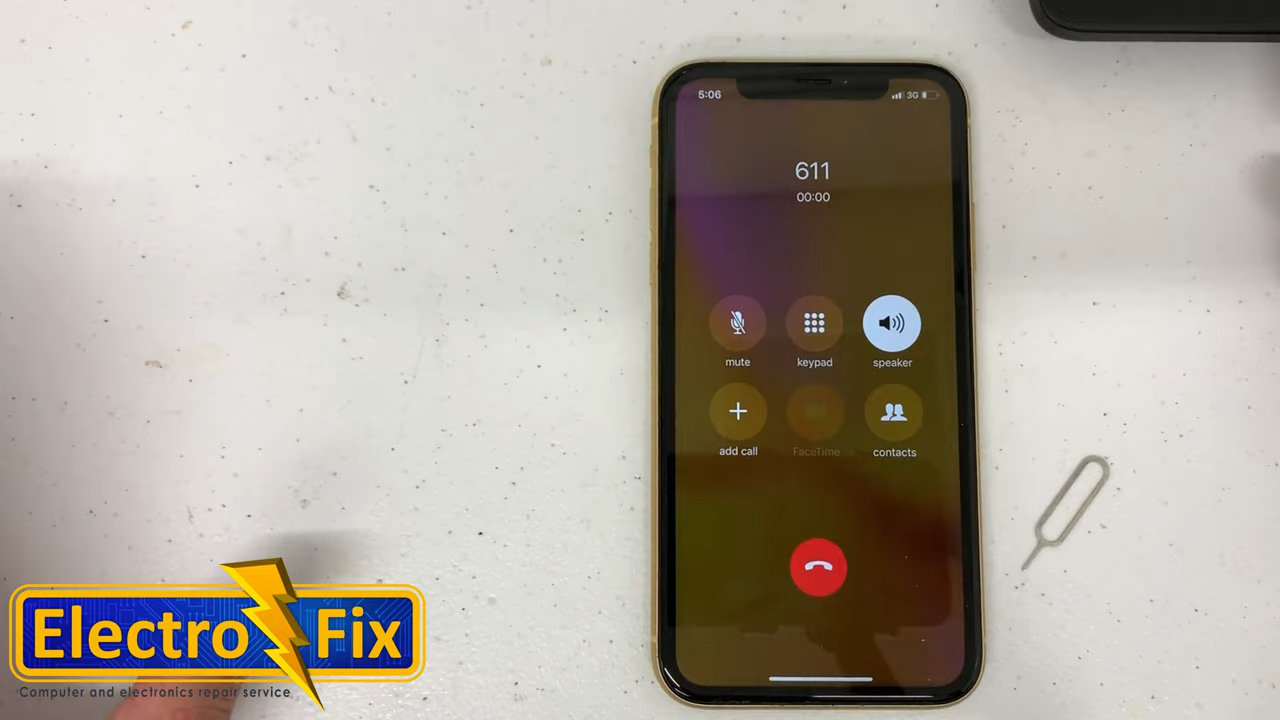 5:06
3G
611
00:00
mute
keypad
speaker
add call
FaceTime
contacts
Electro Fix
Computer and electronics repair service